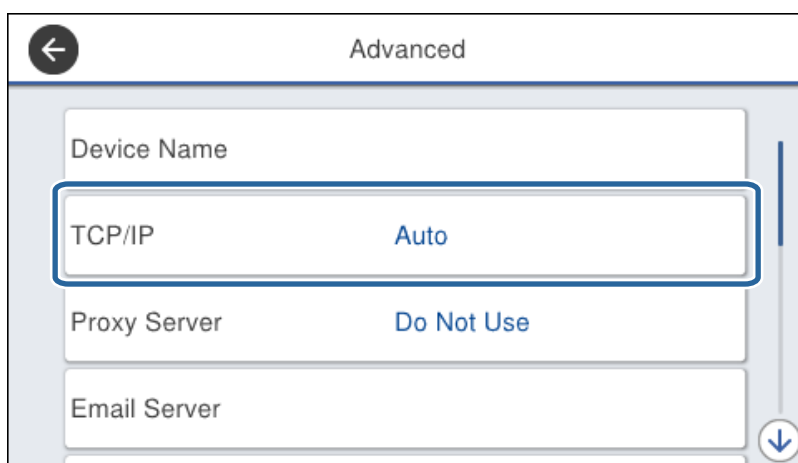 Advanced
Device Name
TCP/IP Auto
Proxy Server Do Not Use
Email Server